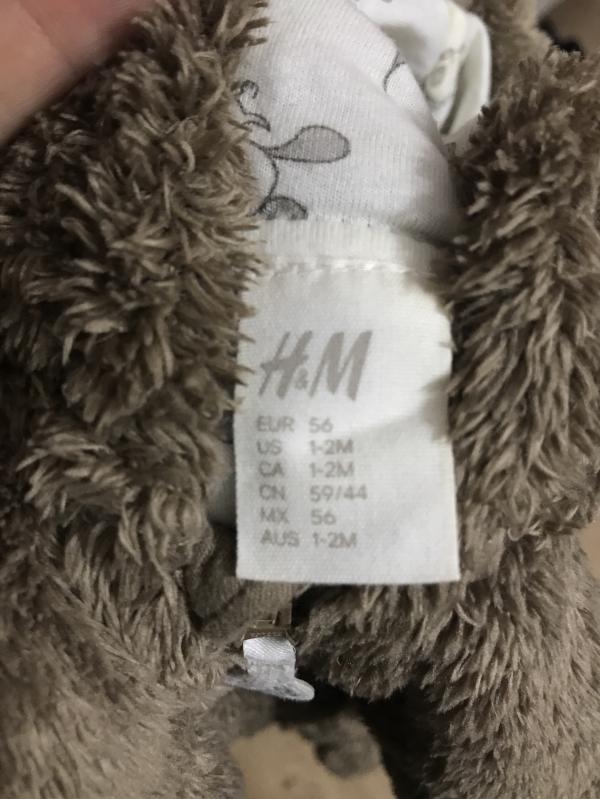 H&M
EUR 56
US 1-2M
CA 1-2M
CN 59/44
MX 56
AUS 1-2M